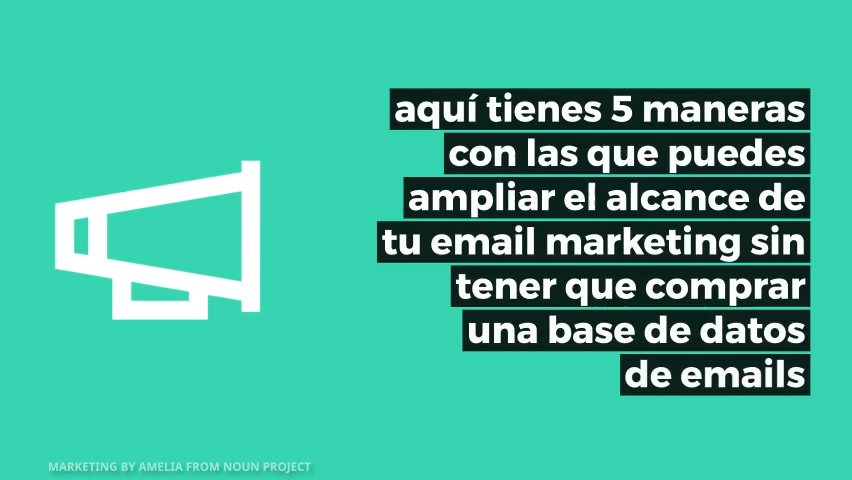 aquí tienes 5 maneras
con las que puedes
ampliar el alcance de
tu email marketing sin
tener que comprar
una base de datos
de emails
MARKETING BY AMELIA FROM NOUN PROJECT